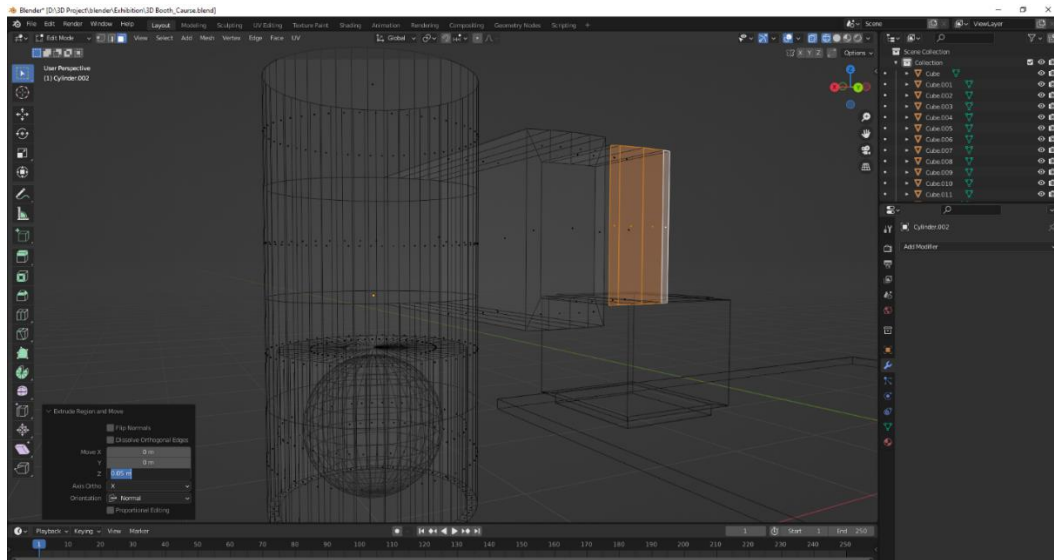 Blender* [D:\3D Project\blender\Exhibition\3D Booth_Caurse.blend]
File Edit Render Window Help Layout Modeling Sculpting UV Editing Texture Paint Shading Animation Rendering Compositing Geometry Nodes Scripting + Scene ViewLayer
Edit Mode View Select Add Mesh Vertex Edge Face UV Global
X Y Z Options
User Perspective
(1) Cylinder.002
Z
X Y
Scene Collection
Collection
Cube
Cube.001
Cube.002
Cube.003
Cube.004
Cube.005
Cube.006
Cube.007
Cube.008
Cube.009
Cube.010
Cube.011
Cylinder.002
Add Modifier
Extrude Region and Move
Flip Normals
Dissolve Orthogonal Edges
Move X 0 m
Y 0 m
Z 0.05 m
Axis Ortho X
Orientation Normal
Proportional Editing
Playback Keying View Marker 1 Start 1 End 250
1 10 20 30 40 50 60 70 80 90 100 110 120 130 140 150 160 170 180 190 200 210 220 230 240 250